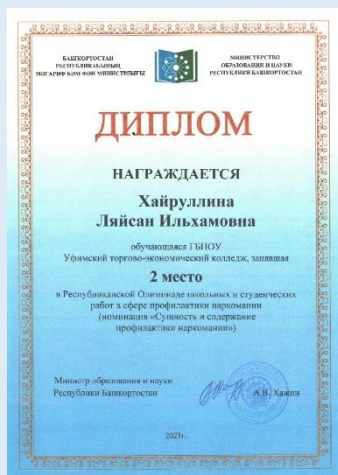 БАШКОРТОСТАН
РЕСПУБЛИКАҺЫНЫҢ
МӘҒАРИФ ҺӘМ ФӘН МИНИСТРЛЫҒЫ
МИНИСТЕРСТВО
ОБРАЗОВАНИЯ И НАУКИ
РЕСПУБЛИКИ БАШКОРТОСТАН
ДИПЛОМ
НАГРАЖДАЕТСЯ
Хайруллина
Ляйсан Ильхамовна
обучающаяся ГБПОУ
Уфимский торгово-экономический колледж, занявшая
2 место
в Республиканской Олимпиаде школьных и студенческих
работ в сфере профилактики наркомании
(номинация «Сущность и содержание
профилактики наркомании»)
Министр образования и науки
Республики Башкортостан
А.В. Хажин
2023г.